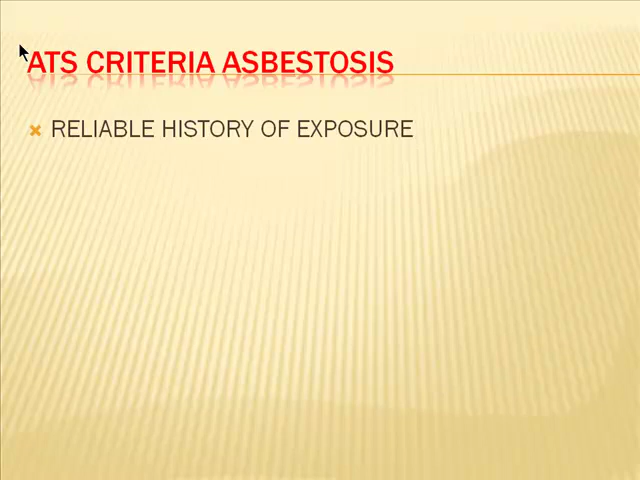 ATS CRITERIA ASBESTOSIS
RELIABLE HISTORY OF EXPOSURE